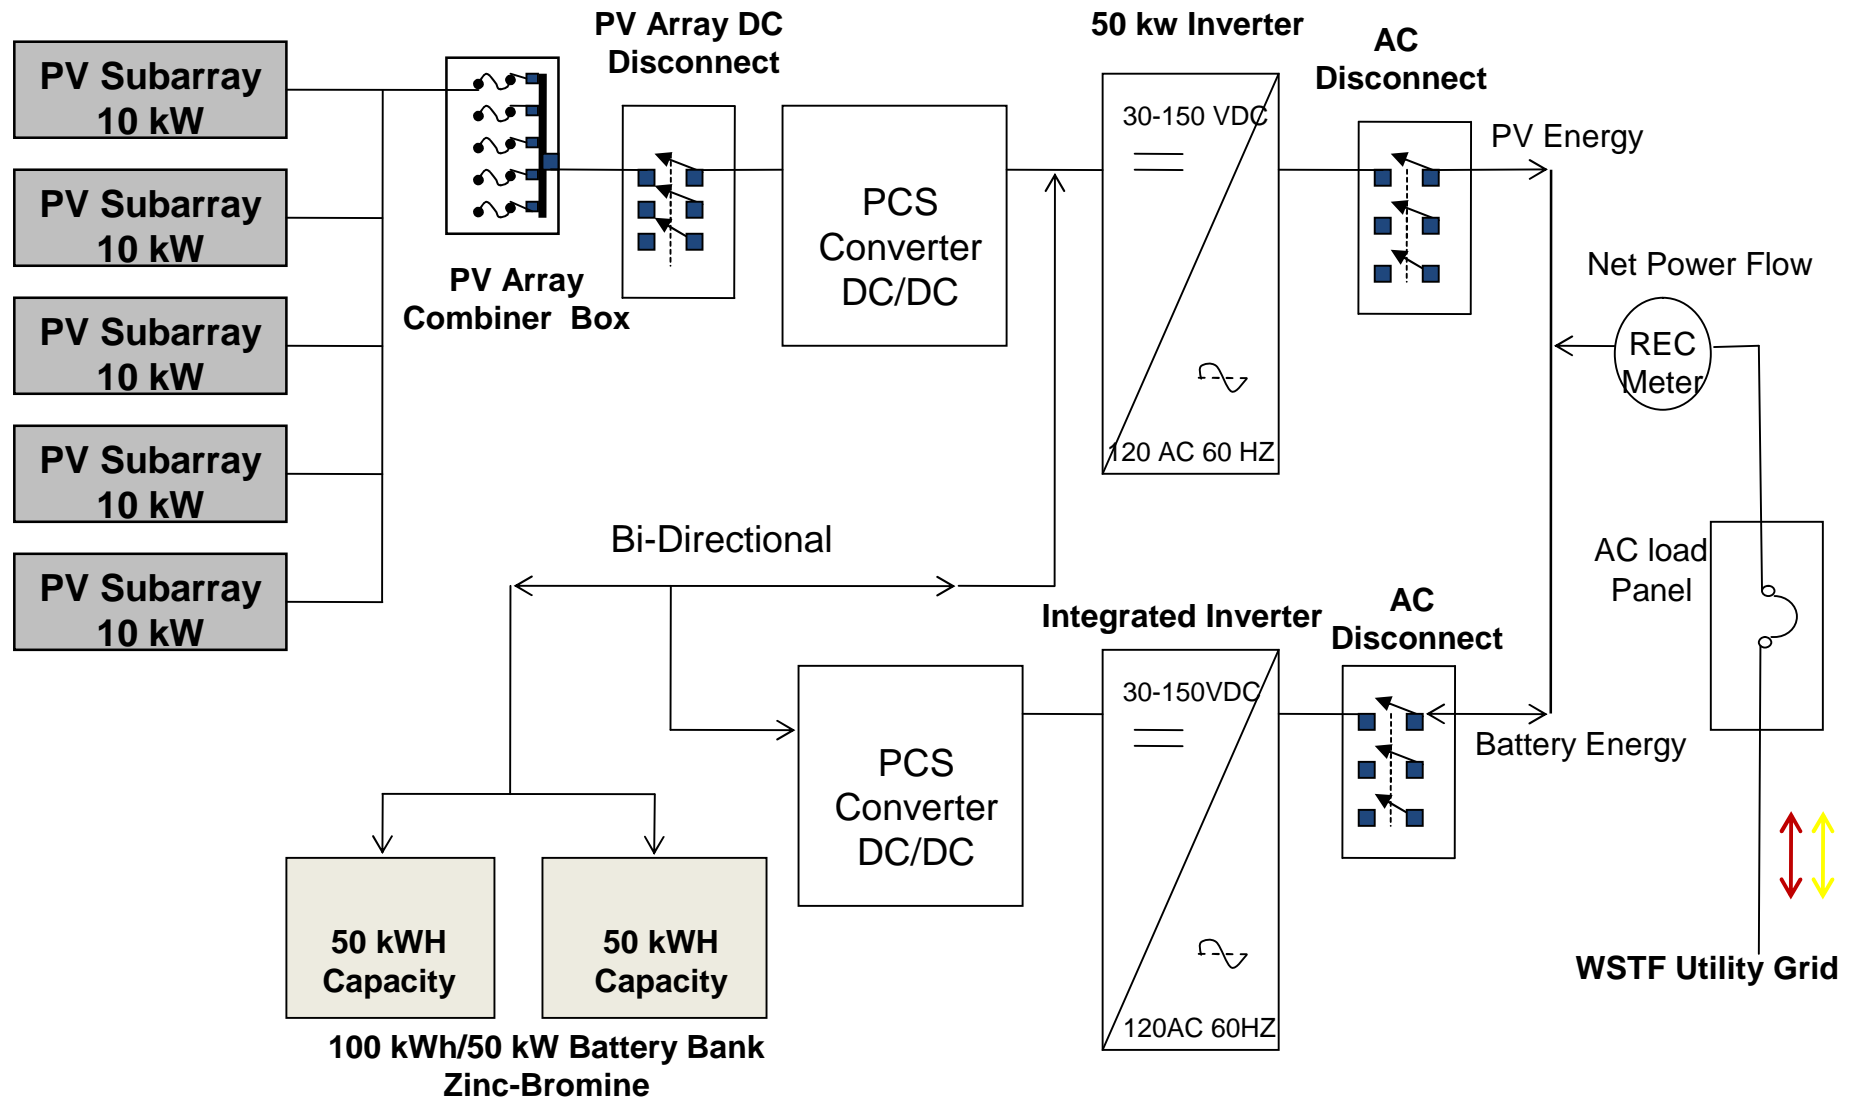 PV Array DC
Disconnect
50 kw Inverter
AC
Disconnect
PV Subarray
10 kW
PV Subarray
10 kW
PV Subarray
10 kW
PV Subarray
10 kW
PV Subarray
10 kW
PV Array
Combiner Box
PCS
Converter
DC/DC
30-150 VDC
120 AC 60 HZ
PV Energy
Net Power Flow
REC
Meter
AC load
Panel
Bi-Directional
Integrated Inverter
AC
Disconnect
PCS
Converter
DC/DC
30-150VDC
120AC 60HZ
Battery Energy
WSTF Utility Grid
50 kWH
Capacity
50 kWH
Capacity
100 kWh/50 kW Battery Bank
Zinc-Bromine